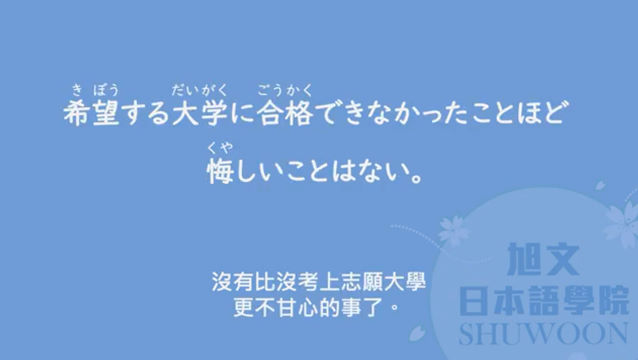 き ぼう だいがく ごうかく
希望する大学に合格できなかったことほど
くや
悔しいことはない。
沒有比沒考上志願大學
更不甘心的事了。
旭文
日本語學院
SHUWOON